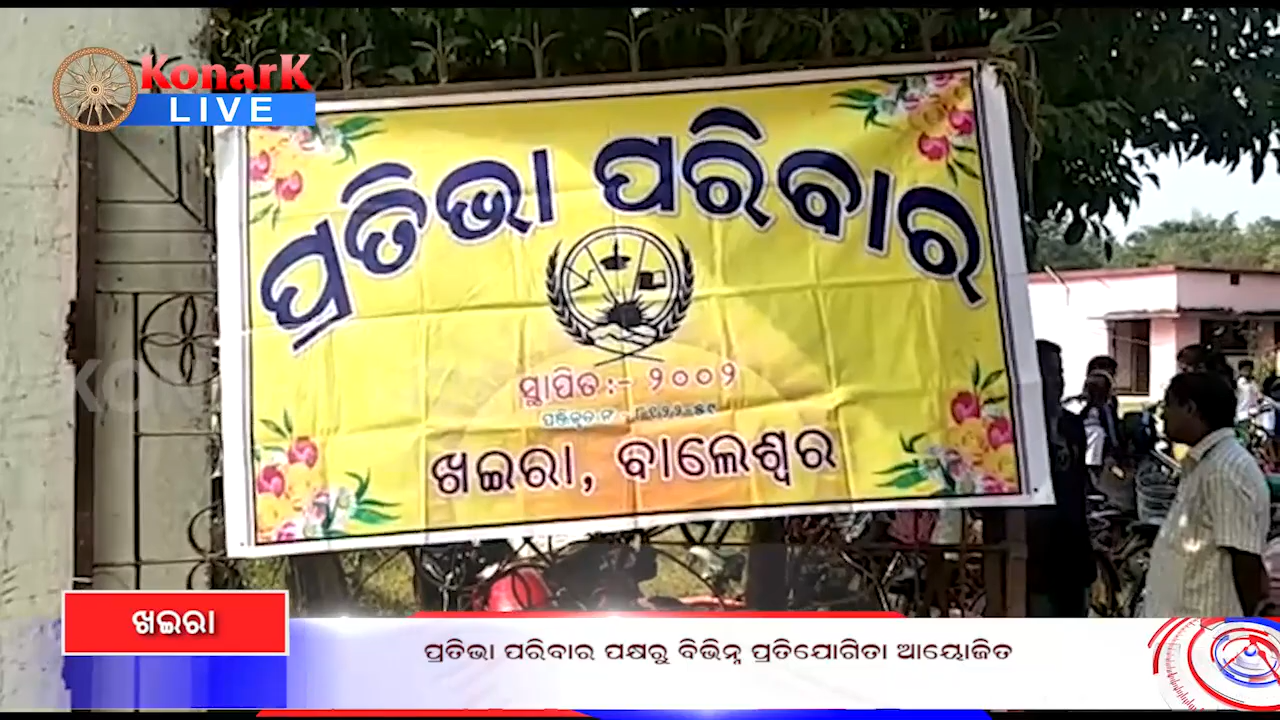 KonarK
LIVE
ପ୍ରତିଭା ପରିବାର
ସ୍ଥାପିତ:- ୨୦୦୨
ଖଇରା, ବାଲେଶ୍ୱର
ଖଇରା
ପ୍ରତିଭା ପରିବାର ପକ୍ଷରୁ ବିଭିନ୍ନ ପ୍ରତିଯୋଗିତା ଆୟୋଜିତ